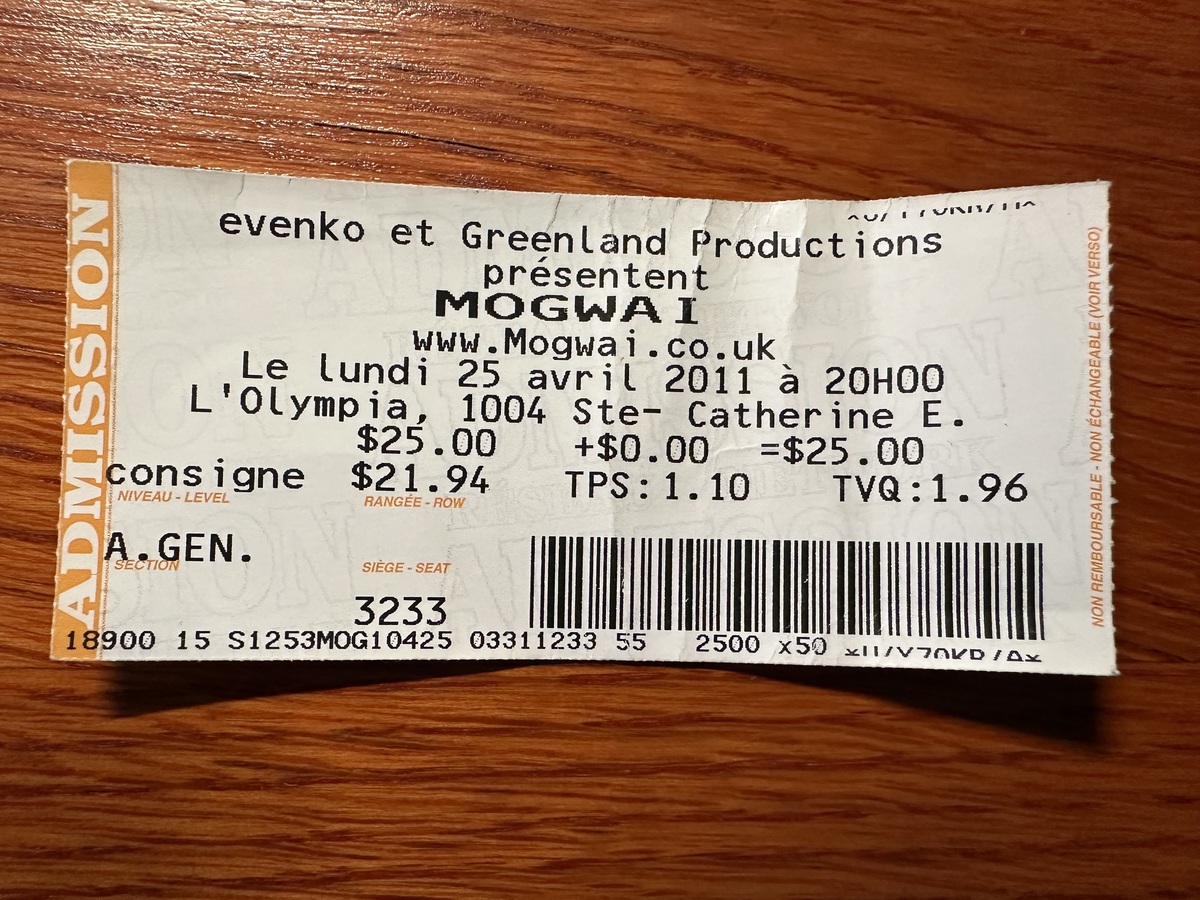 ADMISSION
evenko et Greenland Productions
présentent
MOGWAI
www.Mogwai.co.uk
Le lundi 25 avril 2011 à 20H00
L'Olympia, 1004 Ste- Catherine E.
$25.00 +$0.00 =$25.00
consigne $21.94 TPS:1.10 TVQ:1.96
NIVEAU - LEVEL RANGÉE - ROW
A.GEN.
SECTION SIÈGE - SEAT
3233
18900 15 S1253MOG10425 03311233 55 2500 x50
NON REMBOURSABLE - NON ÉCHANGEABLE (VOIR VERSO)